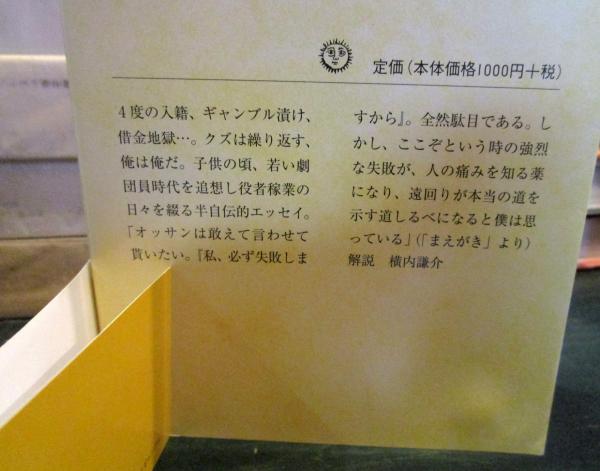 定価（本体価格1000円+税）
4度の入籍、ギャンブル漬け、
借金地獄…。クズは繰り返す、
俺は俺だ。子供の頃、若い劇
団員時代を追想し役者稼業の
日々を綴る半自伝的エッセイ。
「オッサンは敢えて言わせて
貰いたい。『私、必ず失敗しま
すから』。全然駄目である。し
かし、ここぞという時の強烈
な失敗が、人の痛みを知る薬
になり、遠回りが本当の道を
示す道しるべになると僕は思
っている」（「まえがき」より）
解説　横内謙介